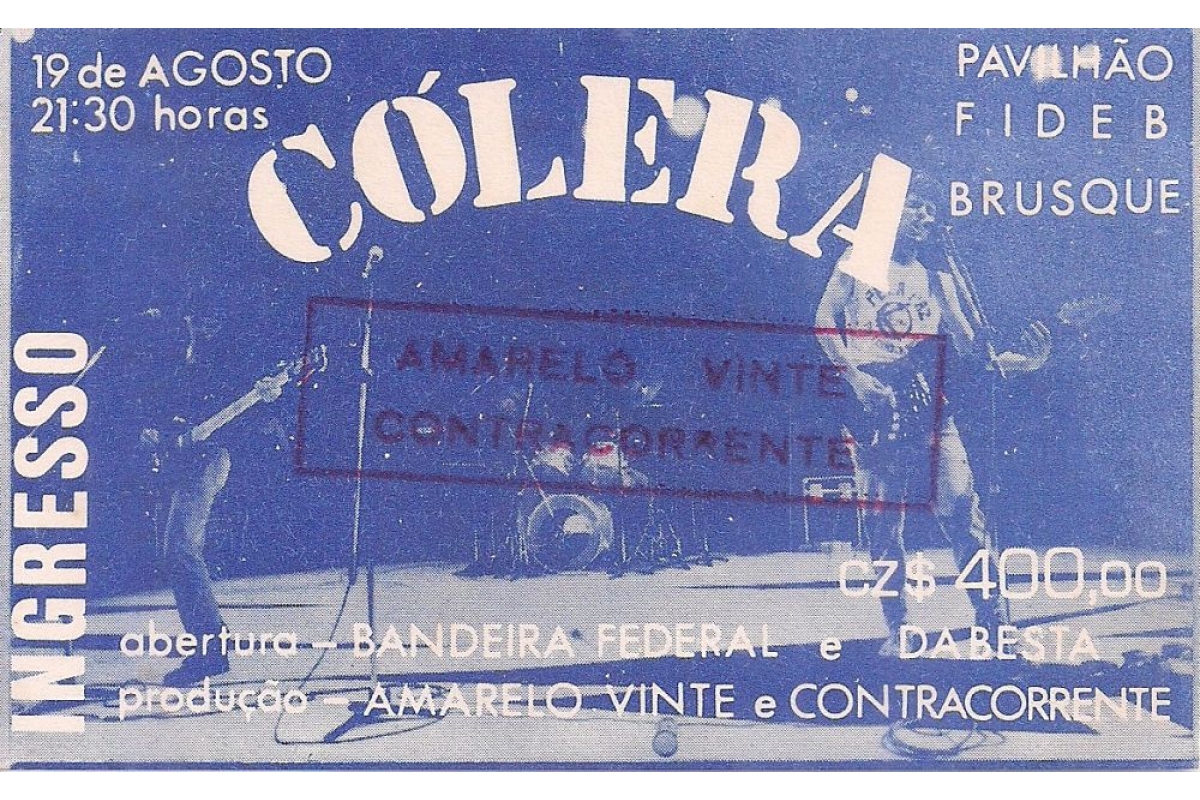 19 de AGOSTO
21:30 horas
CÓLERA
PAVILHÃO
FIDEB
BRUSQUE
INGRESSO
AMARELO VINTE
CONTRACORRENTE
CZ$ 400,00
abertura – BANDEIRA FEDERAL e DABESTA
produção – AMARELO VINTE e CONTRACORRENTE